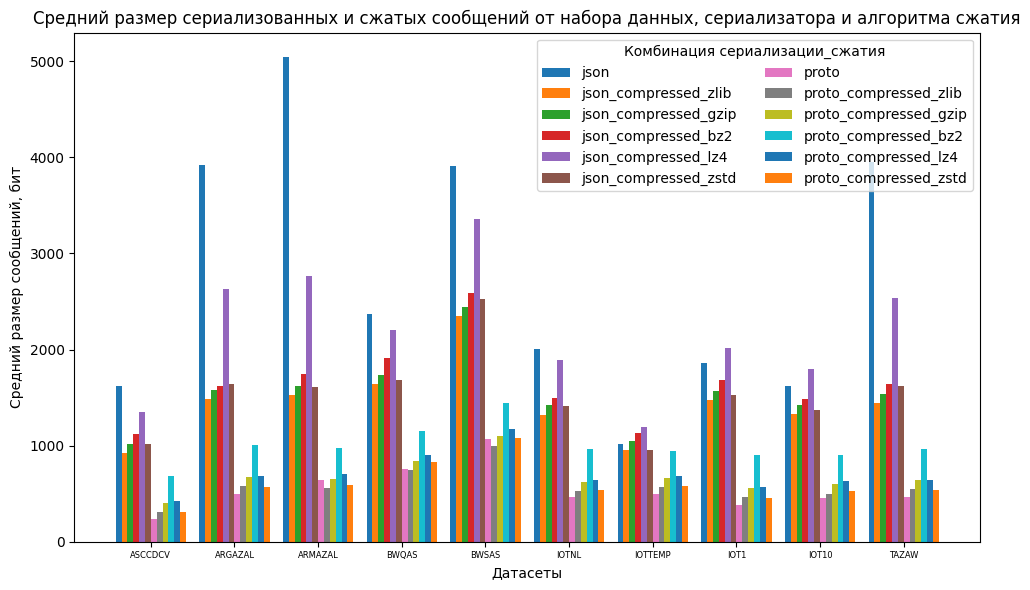 Средний размер сериализованных и сжатых сообщений от набора данных, сериализатора и алгоритма сжатия
Средний размер сообщений, бит
5000
4000
3000
2000
1000
0
Комбинация сериализации_сжатия
json
json_compressed_zlib
json_compressed_gzip
json_compressed_bz2
json_compressed_lz4
json_compressed_zstd
proto
proto_compressed_zlib
proto_compressed_gzip
proto_compressed_bz2
proto_compressed_lz4
proto_compressed_zstd
ASCCDCV ARGAZAL ARMAZAL BWQAS BWSAS IOTNL IOTTEMP IOT1 IOT10 TAZAW
Датасеты